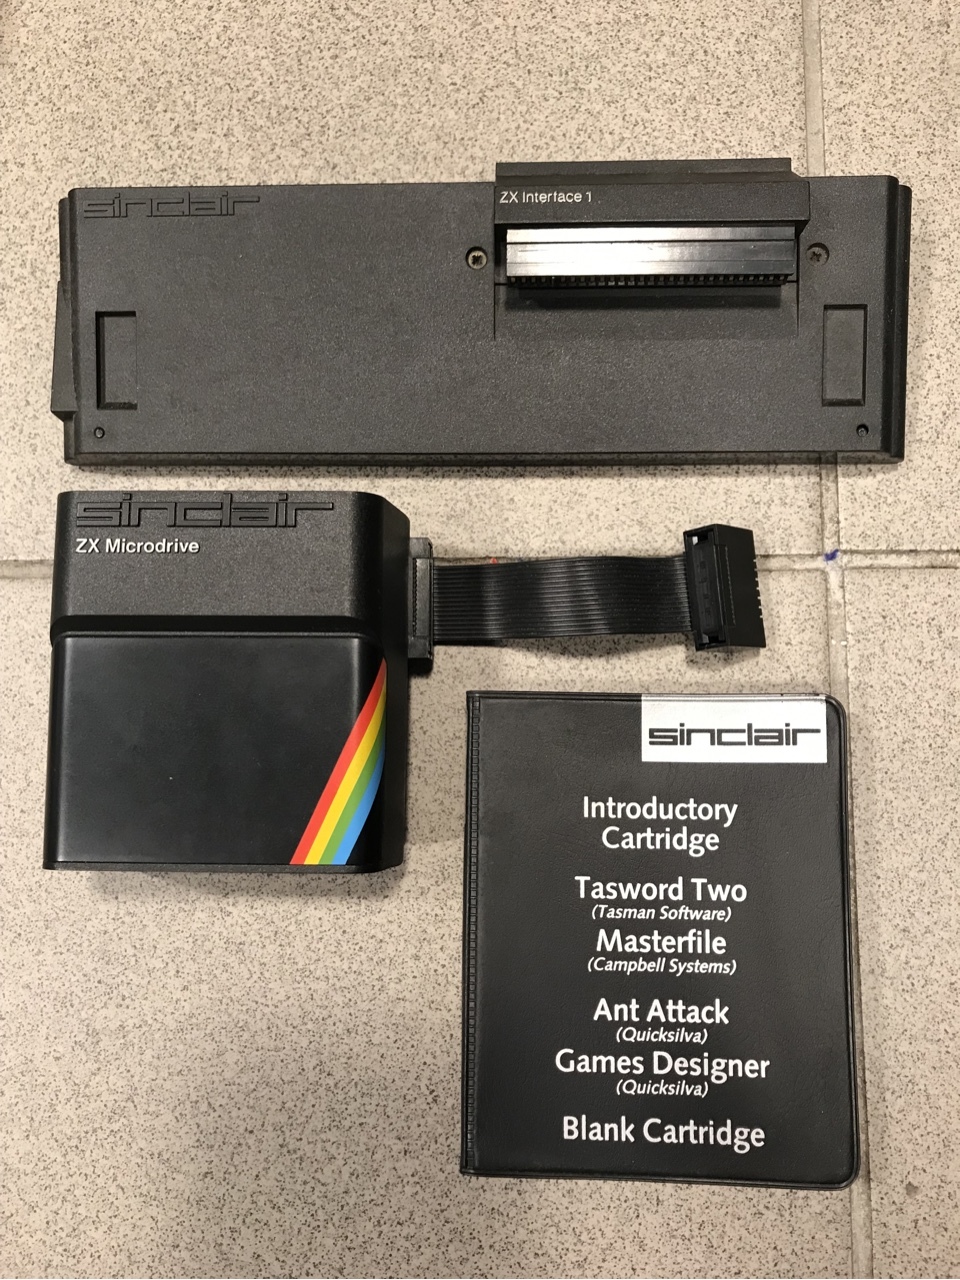 sinclair
ZX Interface 1
sinclair
ZX Microdrive
sinclair
Introductory
Cartridge
Tasword Two
(Tasman Software)
Masterfile
(Campbell Systems)
Ant Attack
(Quicksilva)
Games Designer
(Quicksilva)
Blank Cartridge